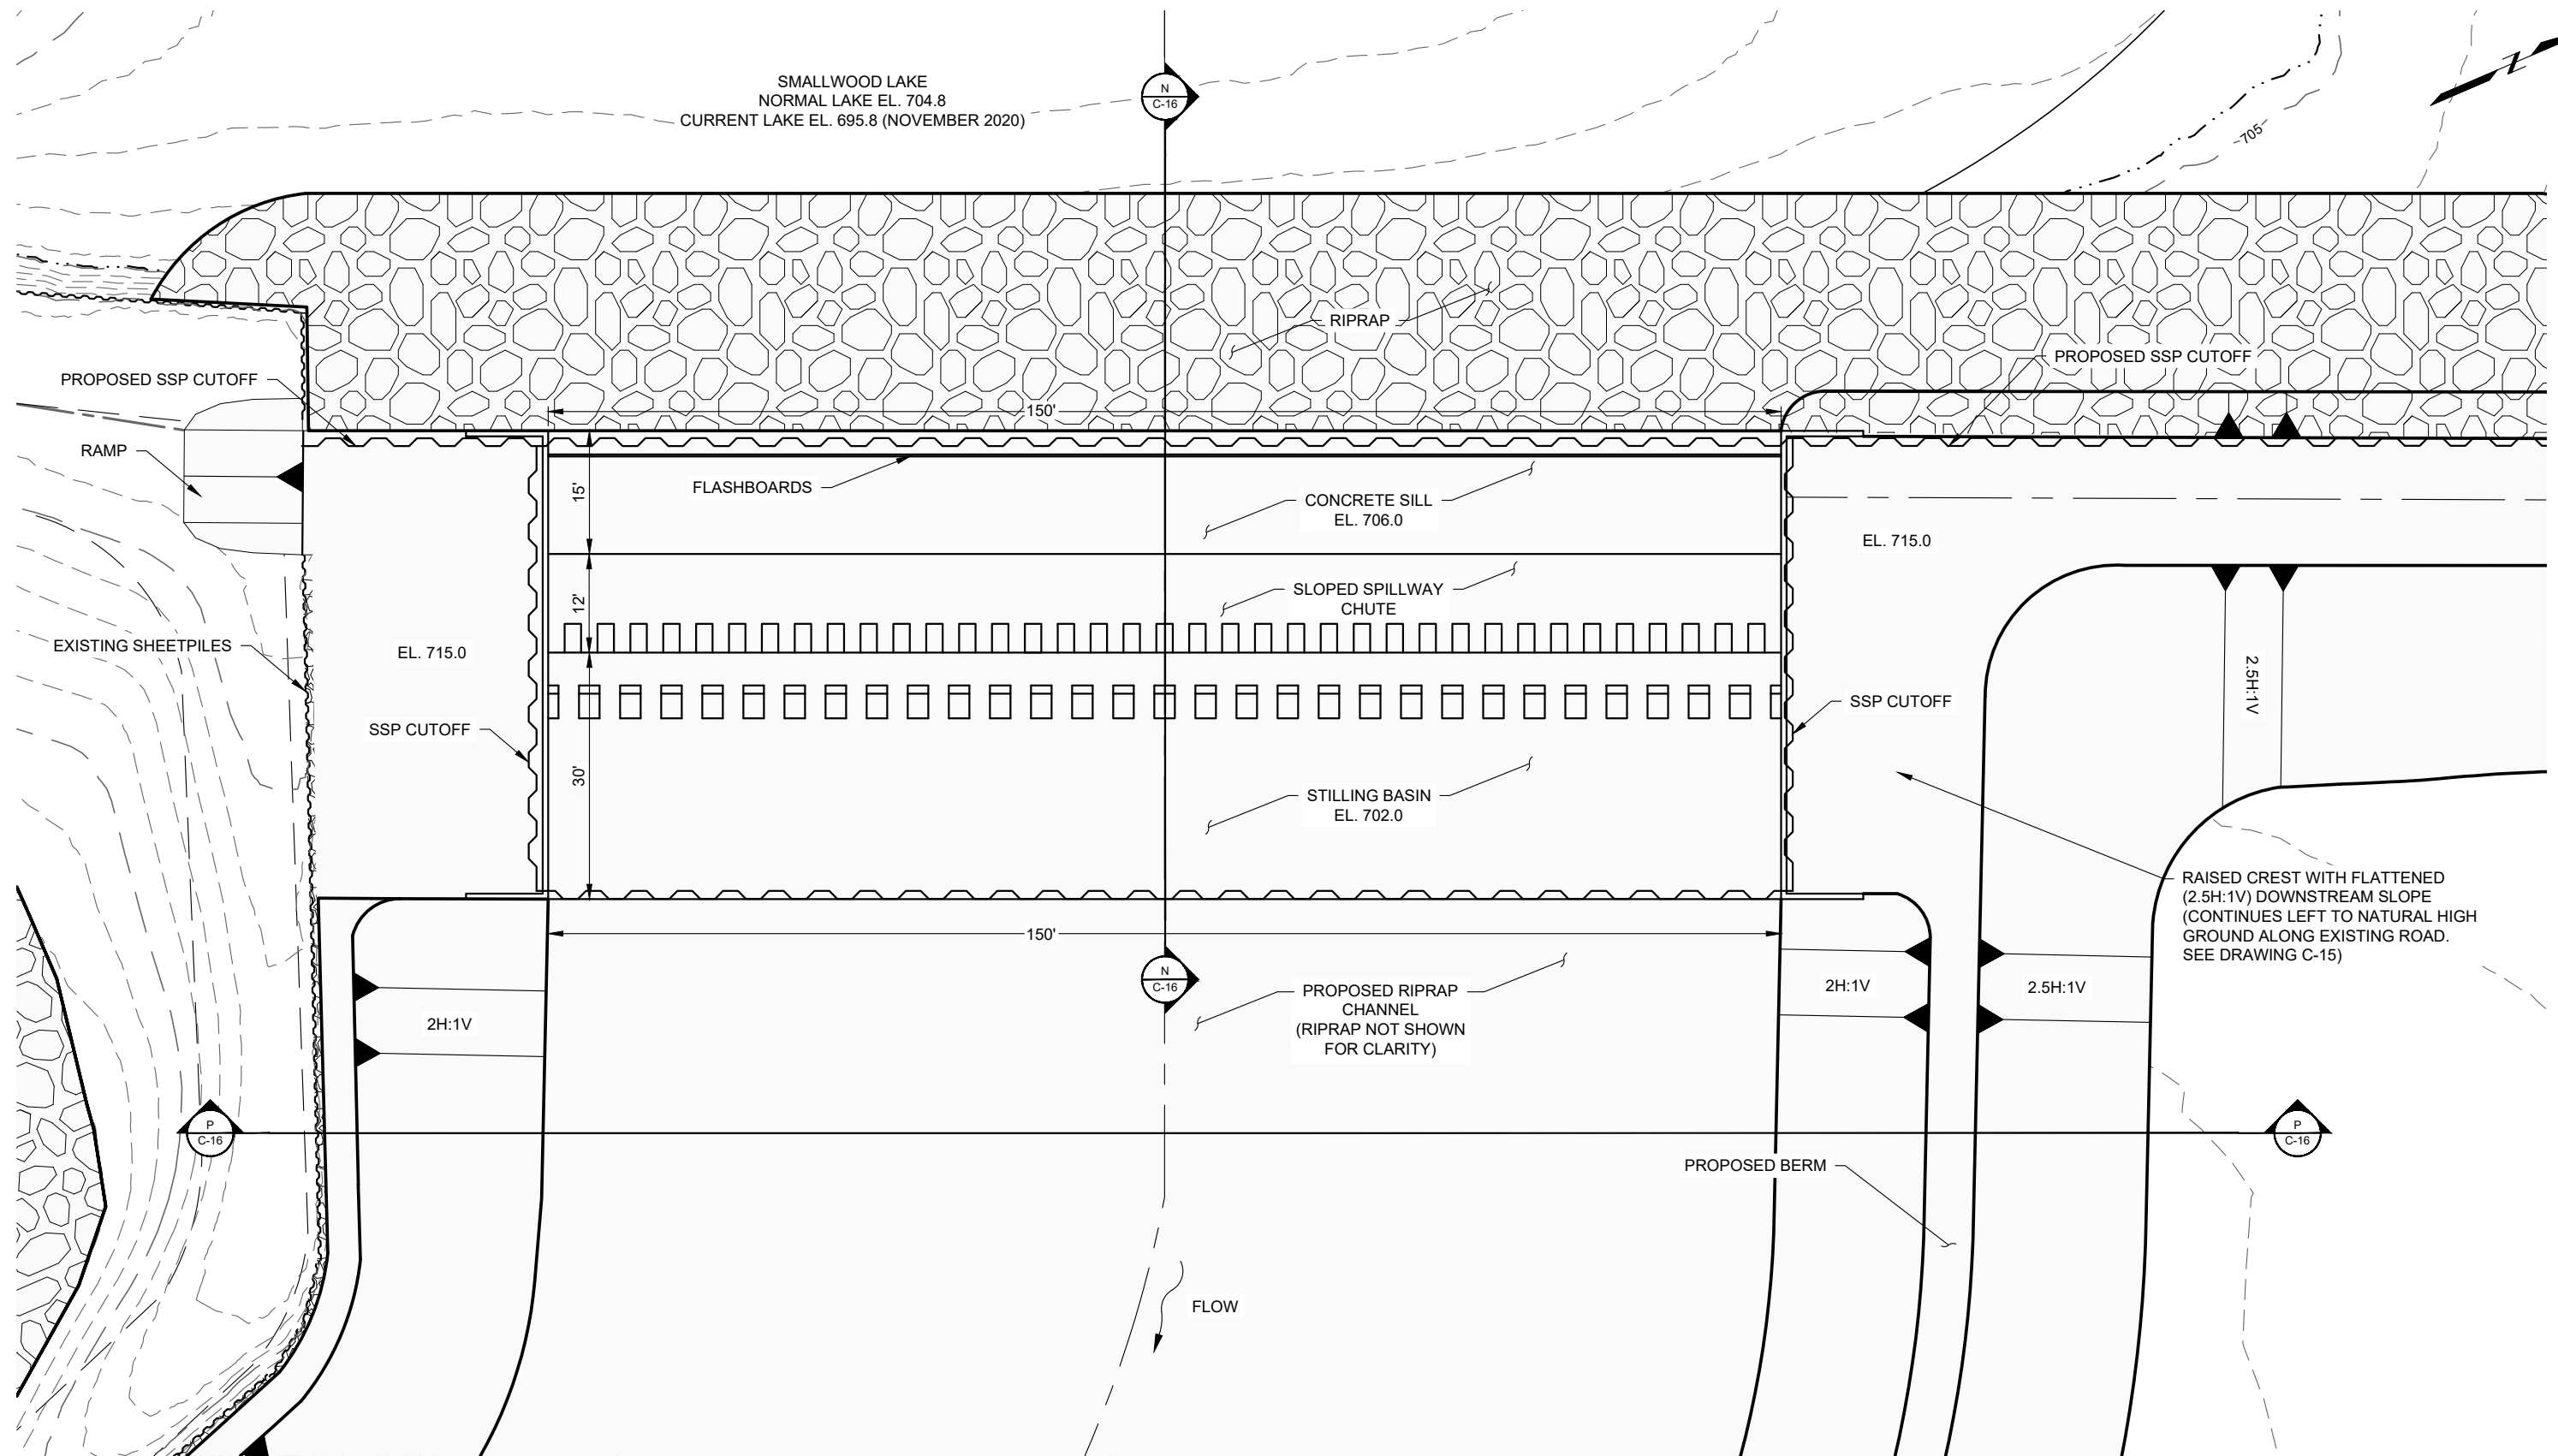 SMALLWOOD LAKE
NORMAL LAKE EL. 704.8
CURRENT LAKE EL. 695.8 (NOVEMBER 2020)
N
C-16
N
705
RIPRAP
PROPOSED SSP CUTOFF
PROPOSED SSP CUTOFF
150'
RAMP
FLASHBOARDS
15'
CONCRETE SILL
EL. 706.0
EL. 715.0
12'
SLOPED SPILLWAY
CHUTE
EXISTING SHEETPILES
EL. 715.0
2.5H:1V
SSP CUTOFF
SSP CUTOFF
30'
STILLING BASIN
EL. 702.0
RAISED CREST WITH FLATTENED
(2.5H:1V) DOWNSTREAM SLOPE
(CONTINUES LEFT TO NATURAL HIGH
GROUND ALONG EXISTING ROAD.
SEE DRAWING C-15)
150'
N
C-16
PROPOSED RIPRAP
CHANNEL
(RIPRAP NOT SHOWN
FOR CLARITY)
2H:1V
2.5H:1V
2H:1V
P
C-16
P
C-16
PROPOSED BERM
FLOW